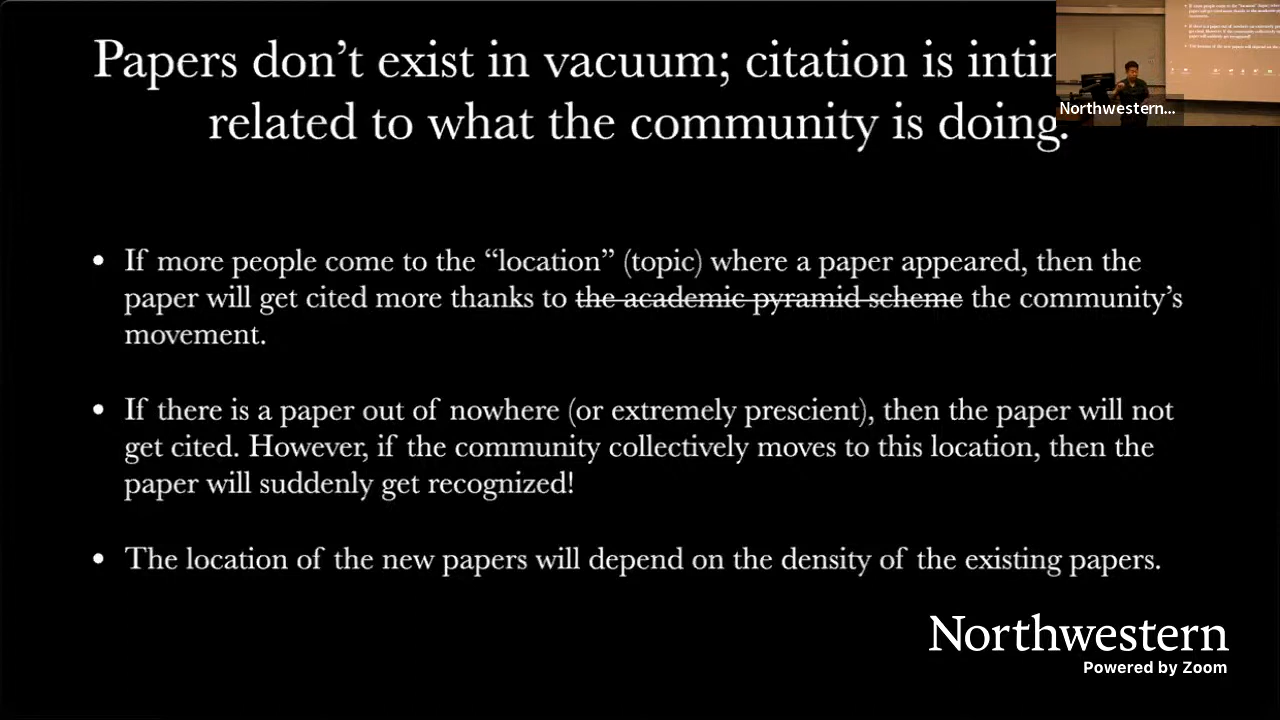 Papers don’t exist in vacuum; citation is
related to what the community is doing.
Northwestern...
• If more people come to the “location” (topic) where a paper appeared, then the
paper will get cited more thanks to the academic pyramid scheme the community’s
movement.
• If there is a paper out of nowhere (or extremely prescient), then the paper will not
get cited. However, if the community collectively moves to this location, then the
paper will suddenly get recognized!
• The location of the new papers will depend on the density of the existing papers.
Northwestern
Powered by Zoom